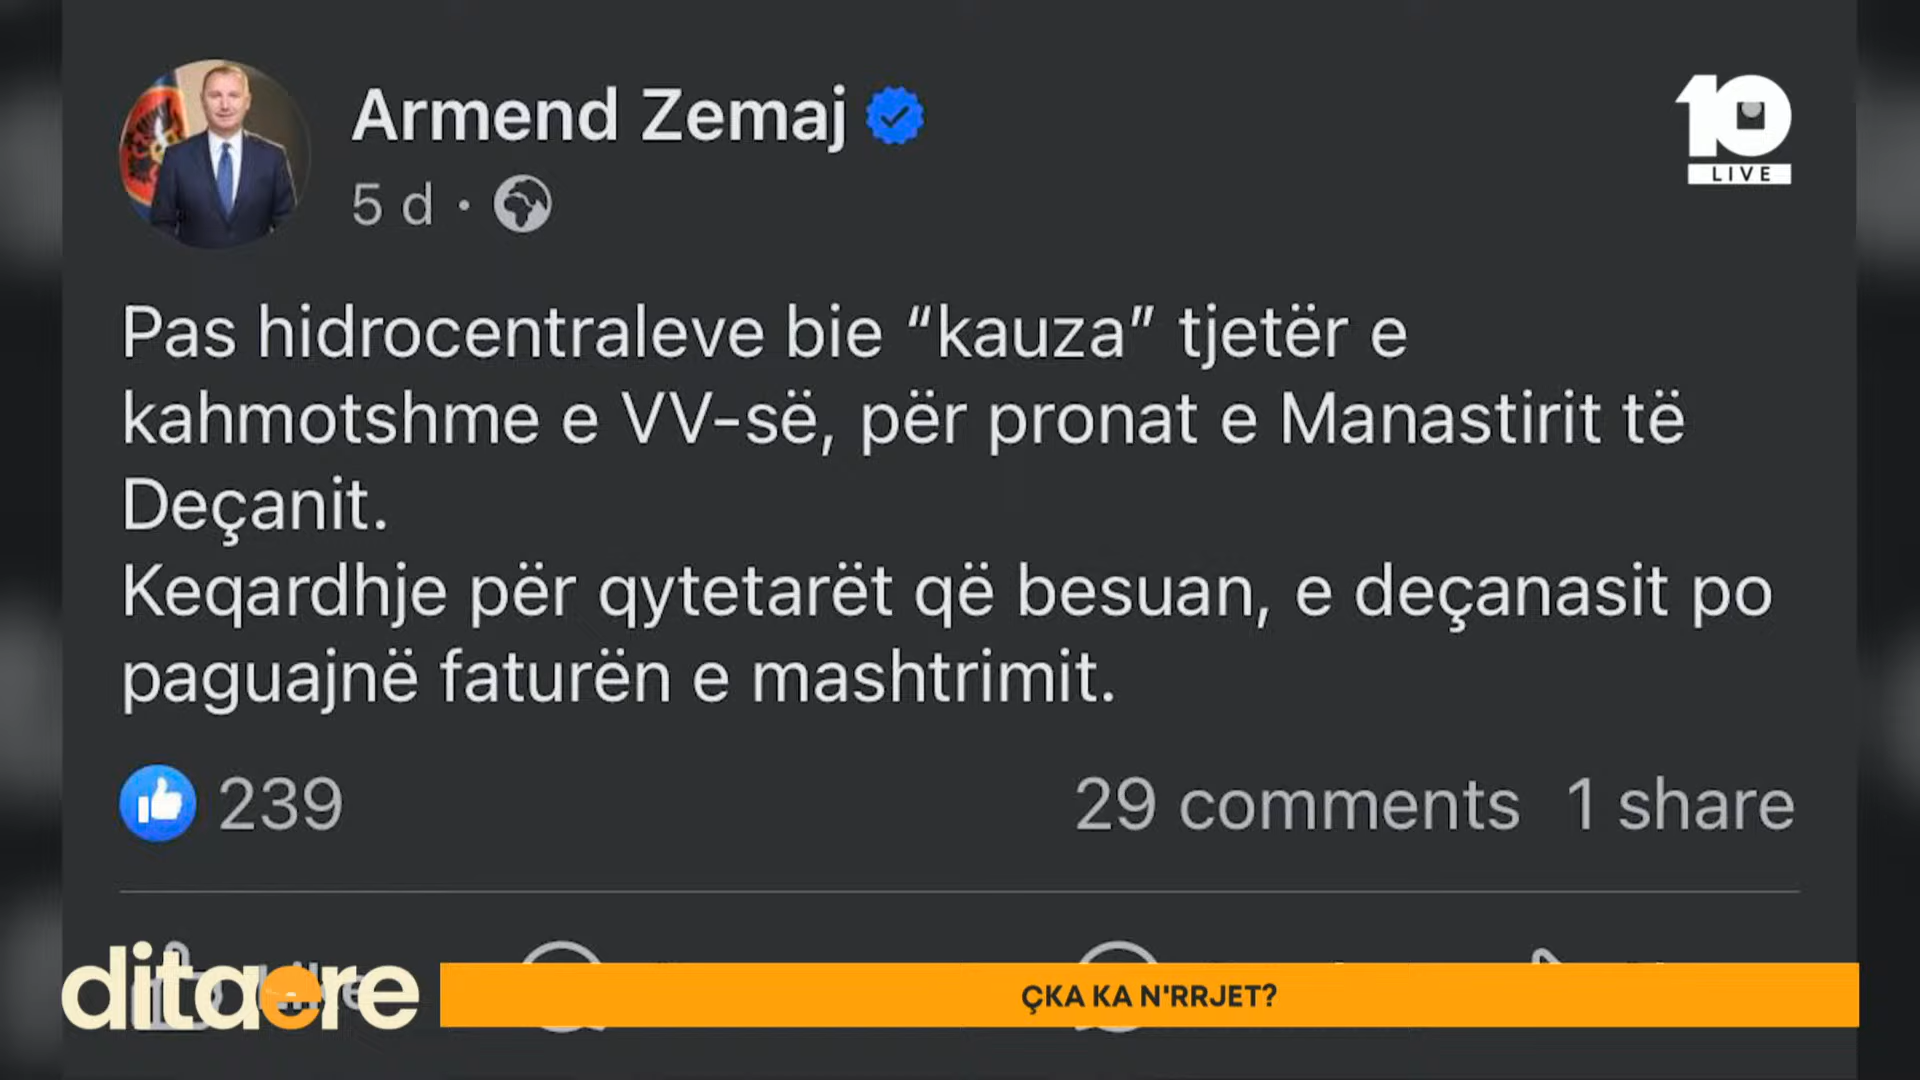 Armend Zemaj
5 d ·
10
LIVE
Pas hidrocentraleve bie “kauza” tjetër e
kahmotshme e VV-së, për pronat e Manastirit të
Deçanit.
Keqardhje për qytetarët që besuan, e deçanasit po
paguajnë faturën e mashtrimit.
239
29 comments 1 share
ditaere
ÇKA KA N'RRJET?